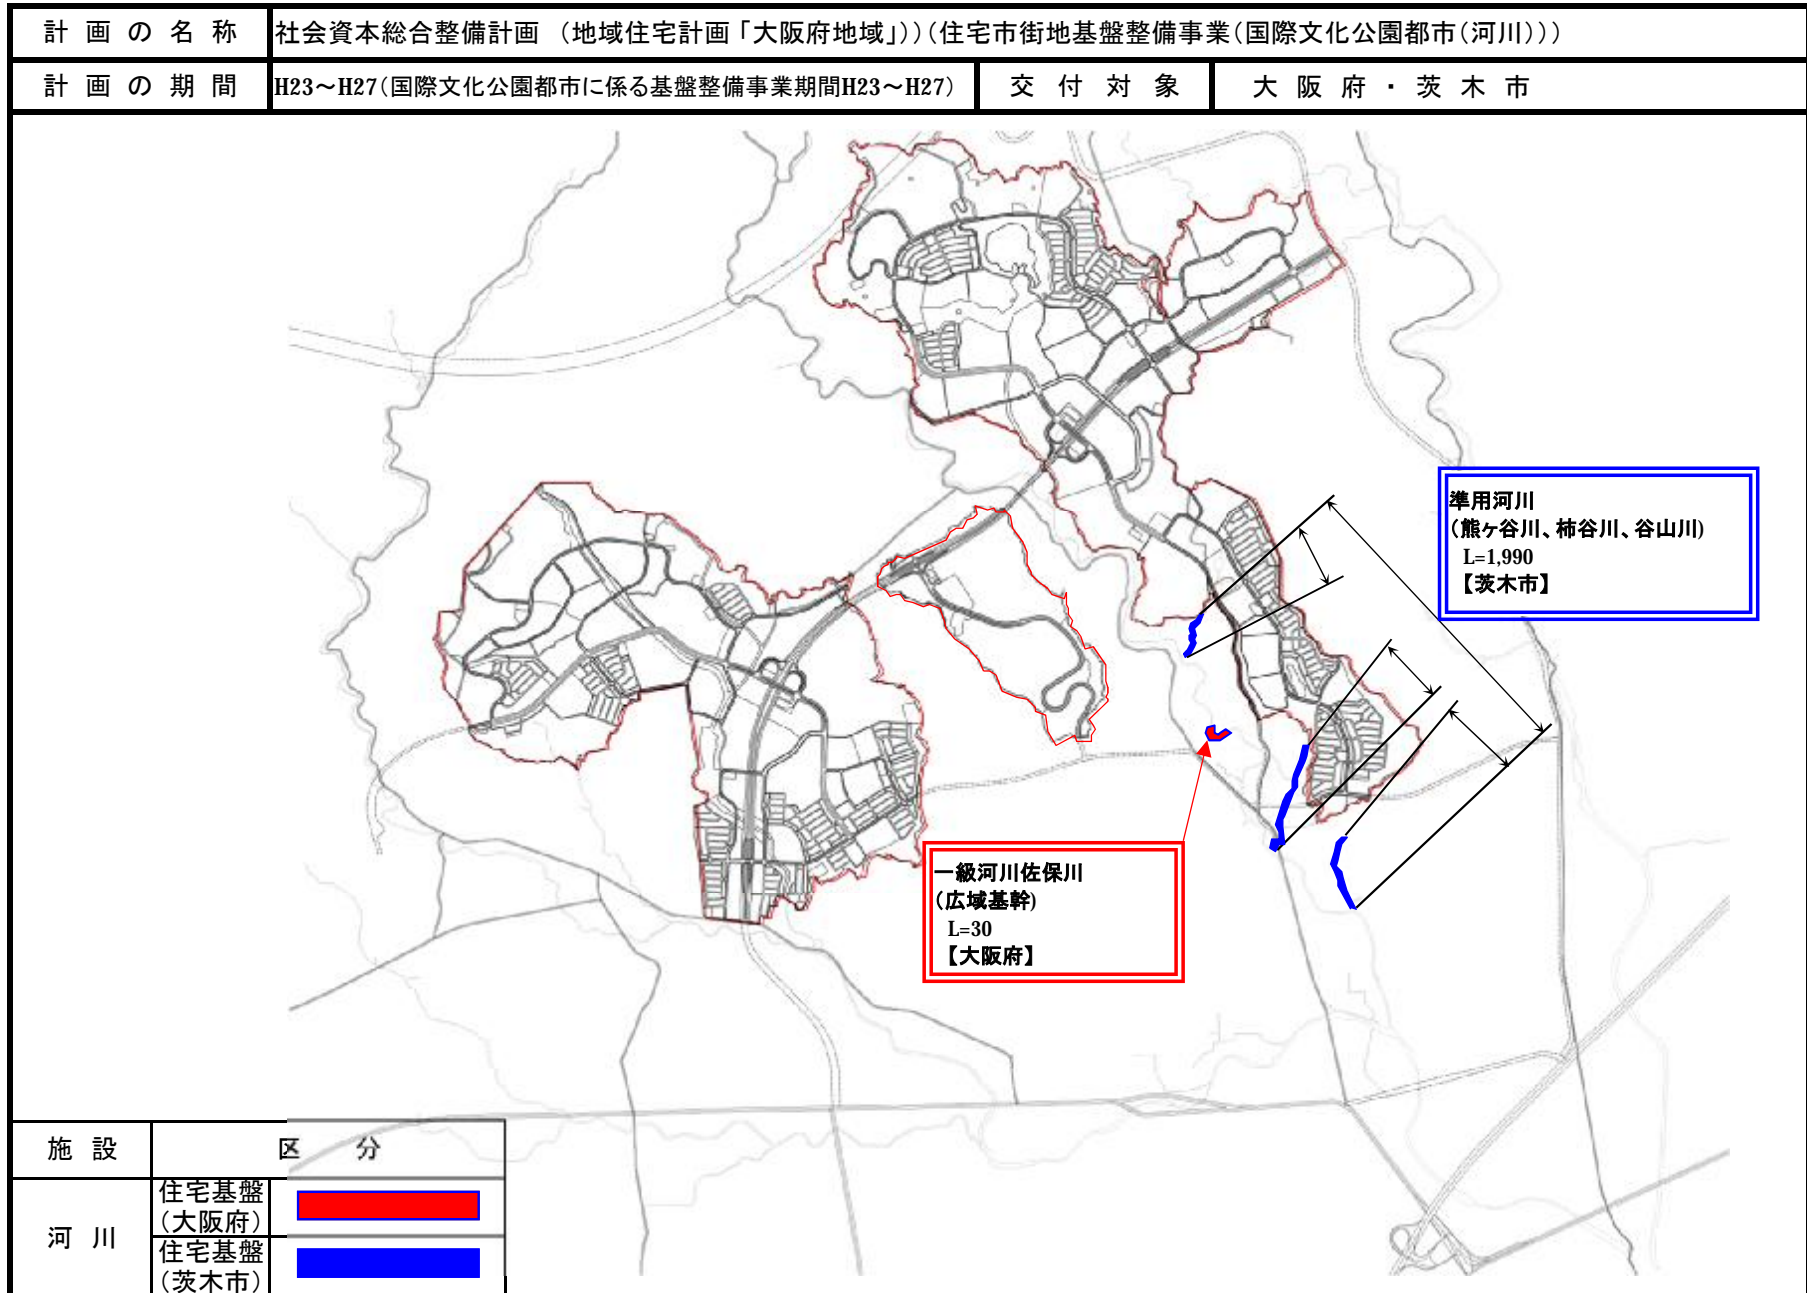 計画の名称 社会資本総合整備計画 （地域住宅計画「大阪府地域」））（住宅市街地基盤整備事業（国際文化公園都市（河川）））
計画の期間 H23～H27（国際文化公園都市に係る基盤整備事業期間H23～H27） 交付対象 大阪府・茨木市
準用河川
（熊ヶ谷川、柿谷川、谷山川）
L=1,990
【茨木市】
一級河川佐保川
（広域基幹）
L=30
【大阪府】
施設 区分
河川
住宅基盤
（大阪府）
住宅基盤
（茨木市）